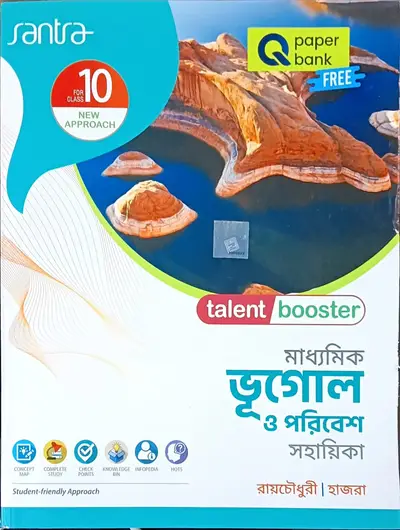 santra
paper
bank
FREE
FOR
CLASS
10
NEW
APPROACH
talent booster
মাধ্যমিক
ভূগোল
ও পরিবেশ
সহায়িকা
CONCEPT
MAP
COMPLETE
STUDY
CHECK
POINTS
KNOWLEDGE
BIN
INFOPEDIA
HOTS
Student-friendly Approach
রায়চৌধুরী | হাজরা